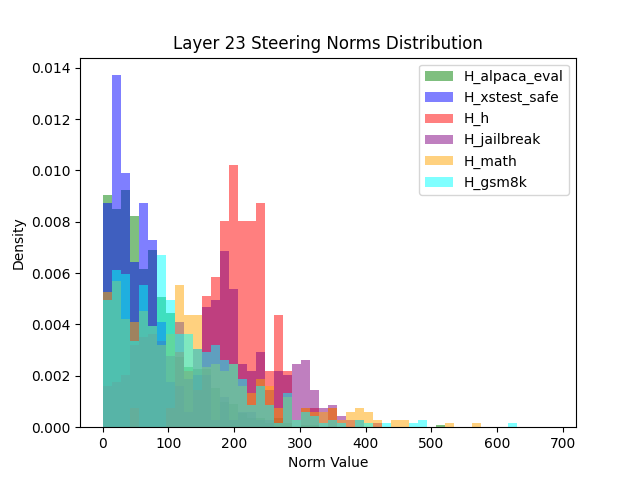 Layer 23 Steering Norms Distribution
H_alpaca_eval
H_xstest_safe
H_h
H_jailbreak
H_math
H_gsm8k
Density
0.014
0.012
0.010
0.008
0.006
0.004
0.002
0.000
0 100 200 300 400 500 600 700
Norm Value